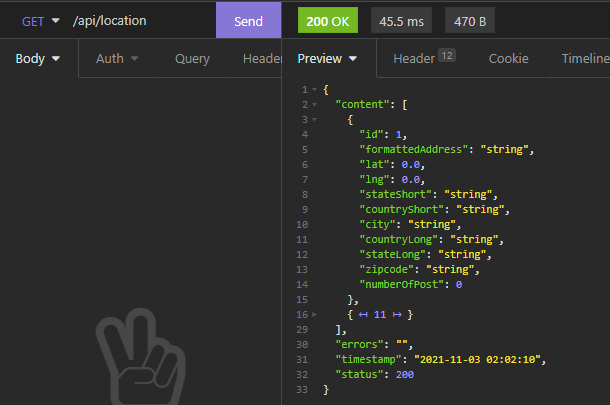 GET /api/location Send 200 OK 45.5 ms 470 B
Body Auth Query Header Preview Header 12 Cookie Timeline
1 {
2 "content": [
3 {
4 "id": 1,
5 "formattedAddress": "string",
6 "lat": 0.0,
7 "lng": 0.0,
8 "stateShort": "string",
9 "countryShort": "string",
10 "city": "string",
11 "countryLong": "string",
12 "stateLong": "string",
13 "zipcode": "string",
14 "numberOfPost": 0
15 },
16 { ↤ 11 ↦ }
29 ],
30 "errors": "",
31 "timestamp": "2021-11-03 02:02:10",
32 "status": 200
33 }